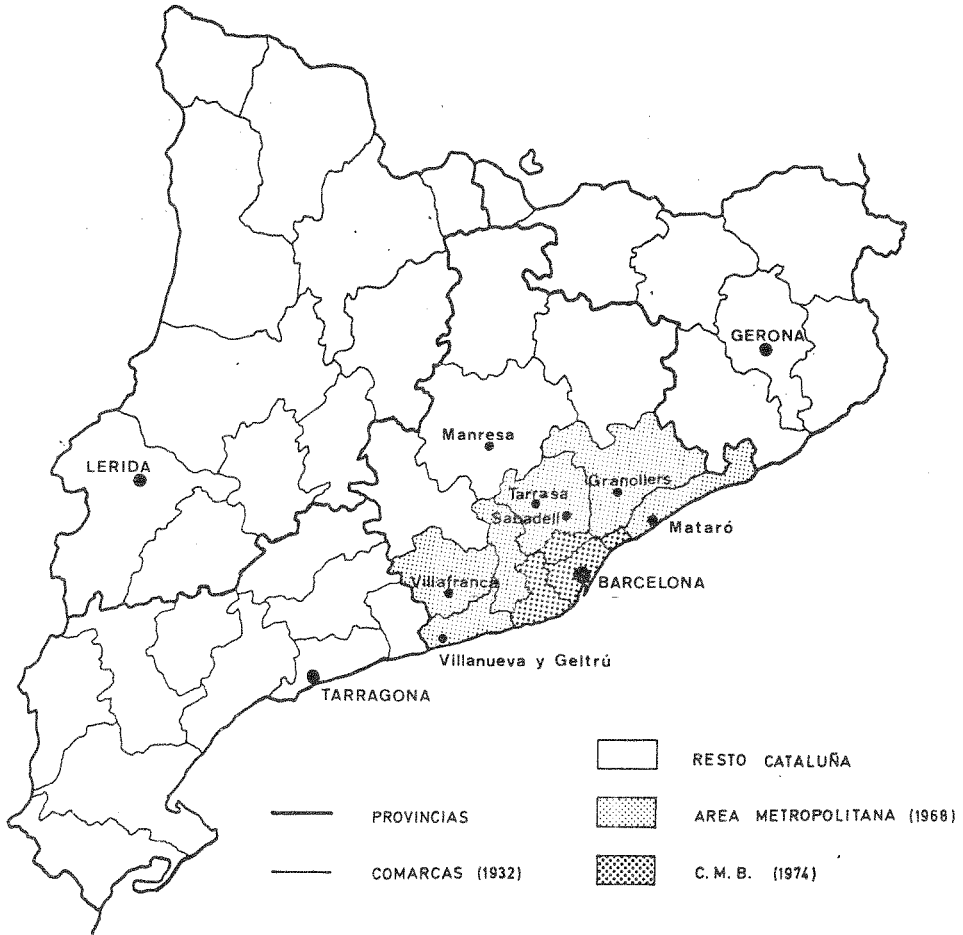 GERONA
Manresa
LERIDA
Granollers
Tarrasa
Sabadell
Mataró
Villafranca
BARCELONA
Villanueva y Geltrú
TARRAGONA
RESTO CATALUÑA
PROVINCIAS
AREA METROPOLITANA (1968)
COMARCAS (1932)
C.M.B. (1974)